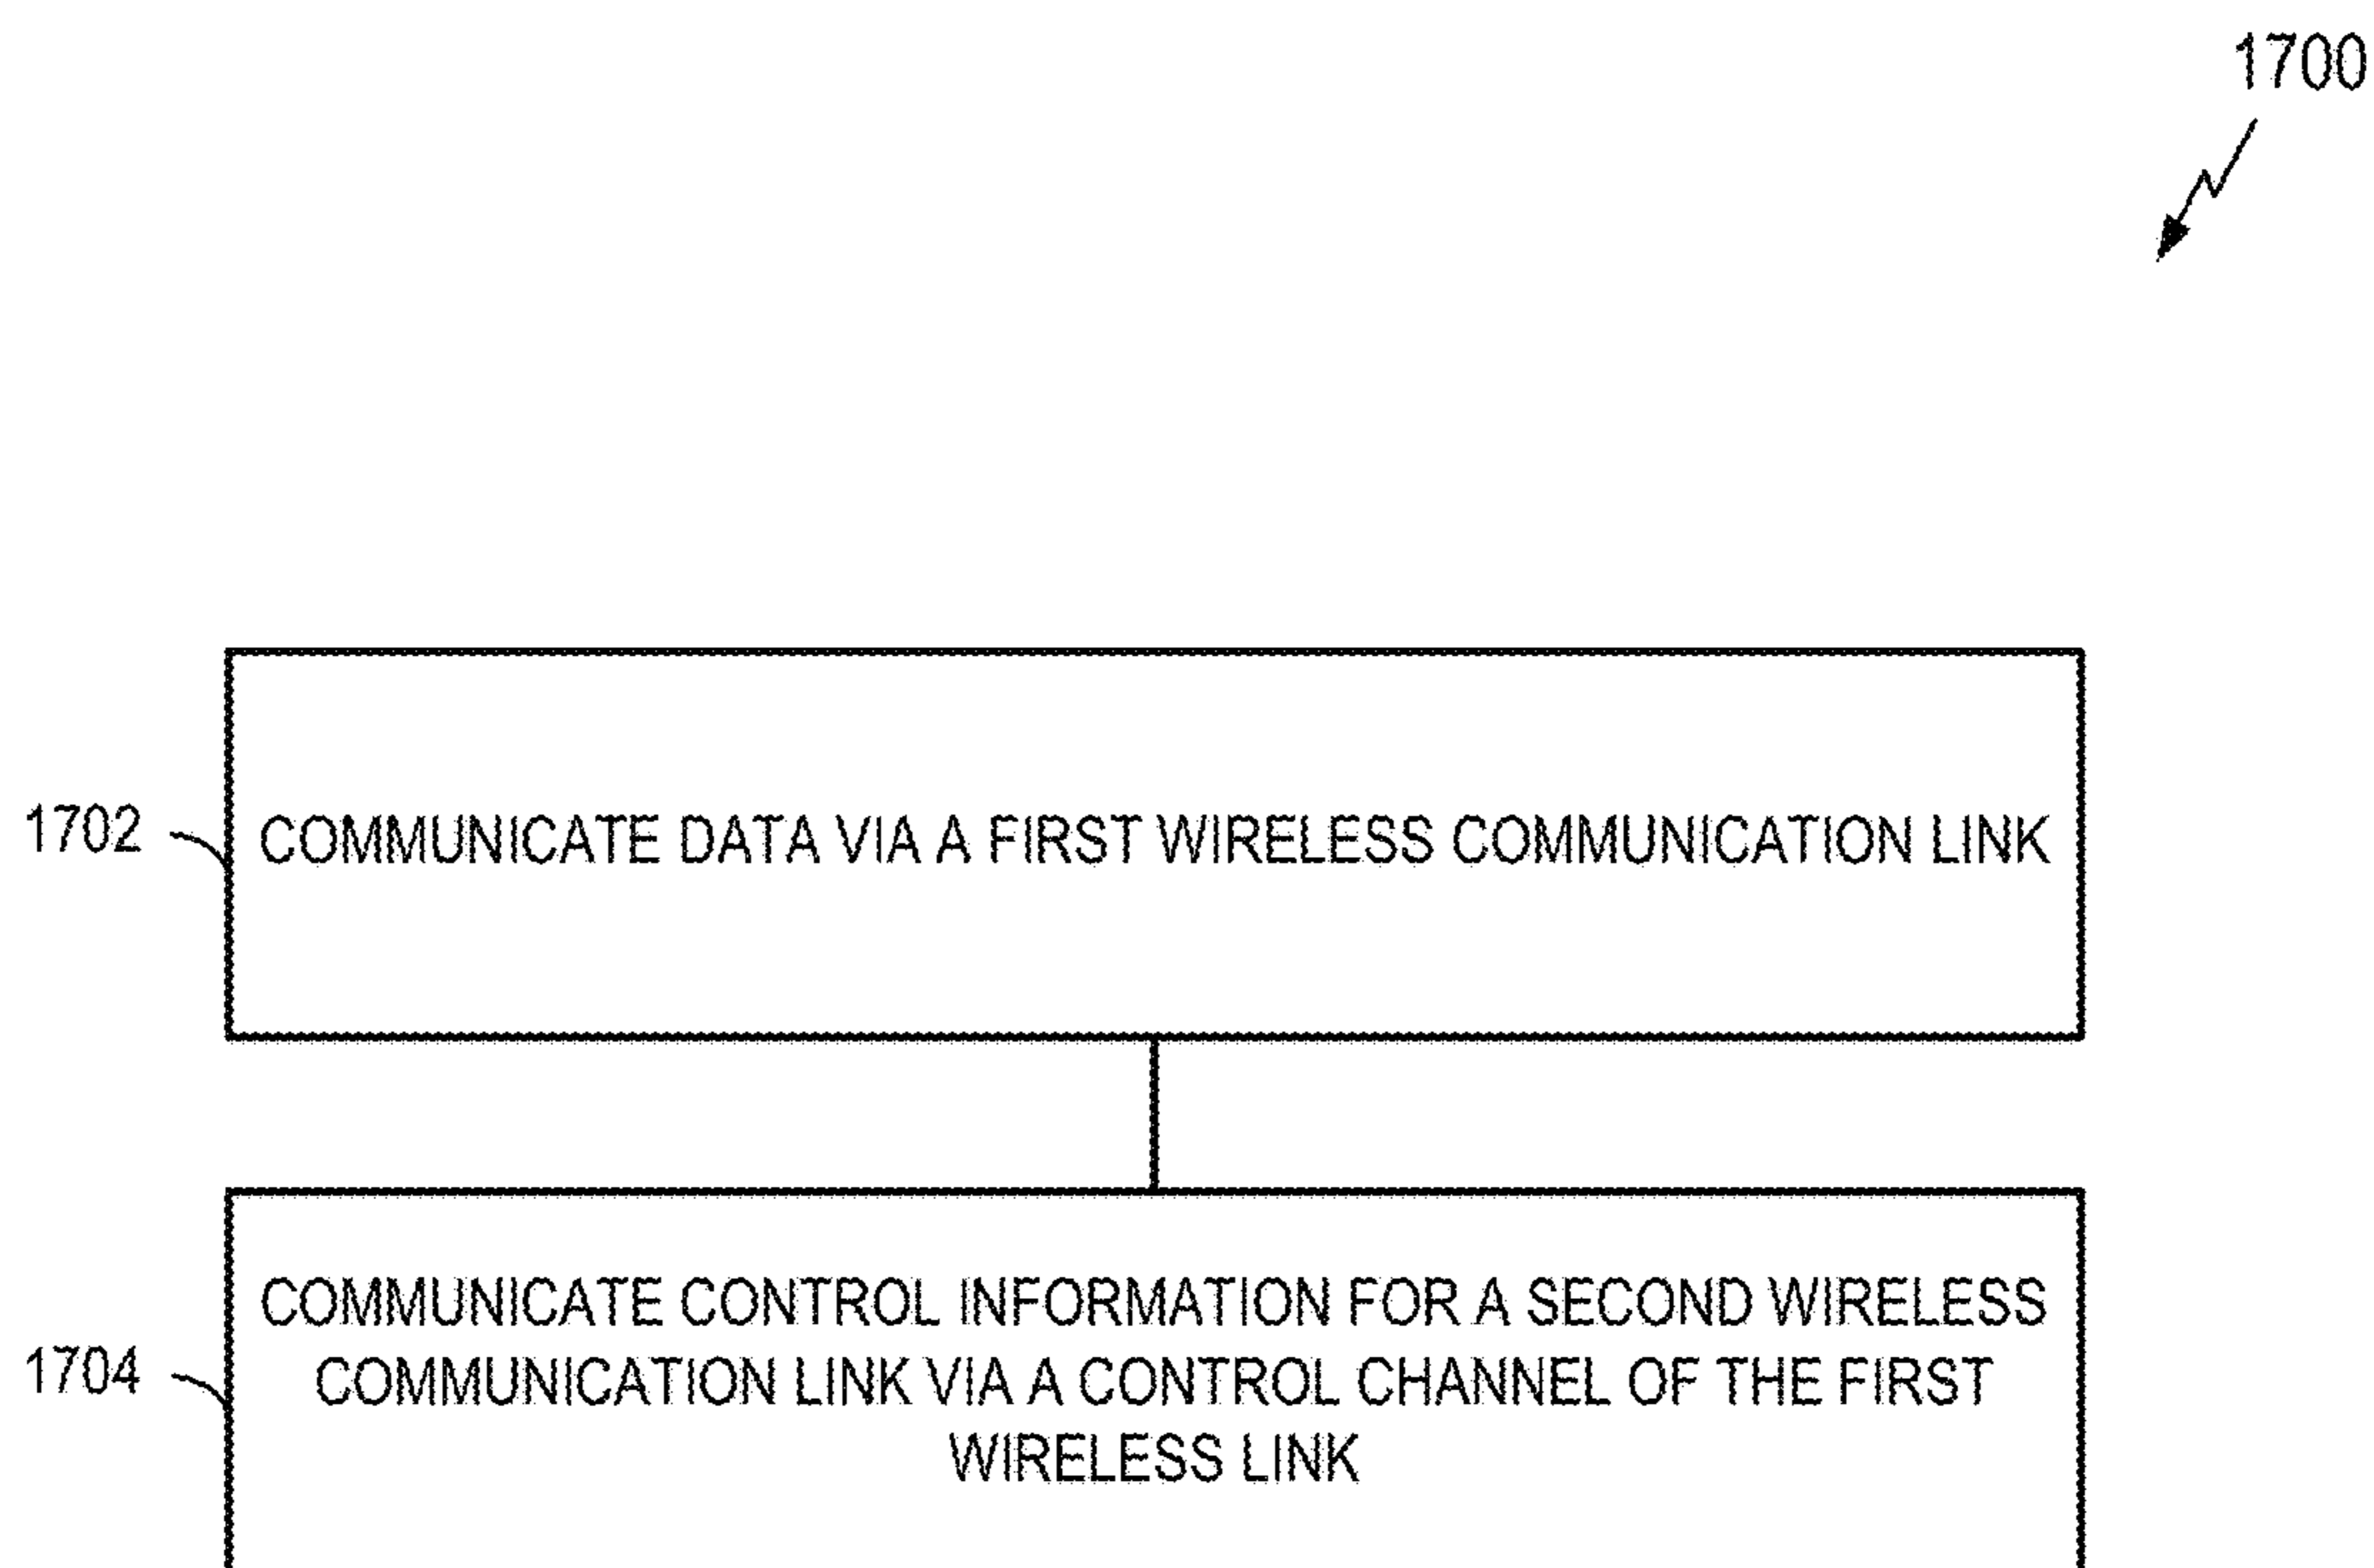 1700
1702
COMMUNICATE DATA VIA A FIRST WIRELESS COMMUNICATION LINK
1704
COMMUNICATE CONTROL INFORMATION FOR A SECOND WIRELESS
COMMUNICATION LINK VIA A CONTROL CHANNEL OF THE FIRST
WIRELESS LINK